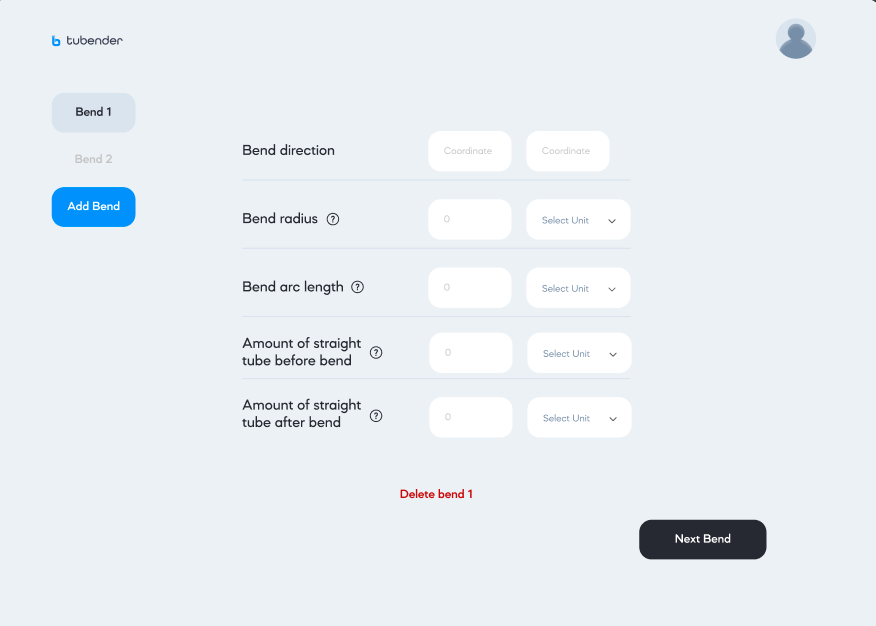 tubender
Bend 1
Bend 2
Add Bend
Bend direction
Coordinate
Coordinate
Bend radius ?
0
Select Unit
Bend arc length ?
0
Select Unit
Amount of straight
tube before bend ?
0
Select Unit
Amount of straight
tube after bend ?
0
Select Unit
Delete bend 1
Next Bend